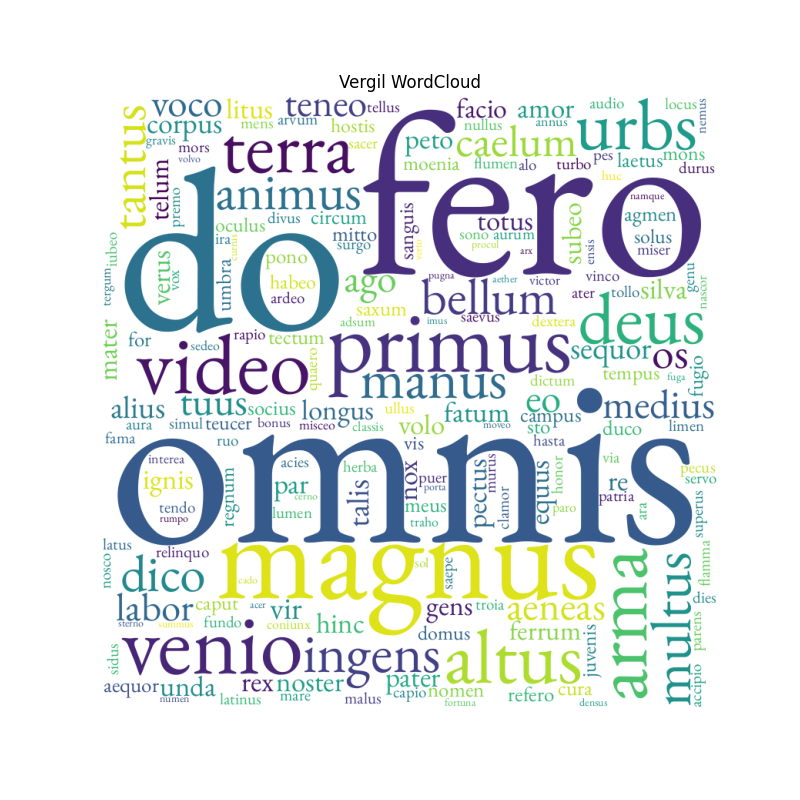 Vergil WordCloud
tantus
voco
litus
teneo
tellus
facio
amor
audio
locus
nemus
corpus
mens
arvum
hostis
nullus
annus
urbs
gravis
mors
sacer
peto
caelum
volvo
terra
moenia
flumen
alo
turbo
pes
laetus
mons
durus
telum
premo
animus
fero
huc
namque
do
oculus
divus
circum
sanguis
totus
subeo
agmen
iubeo
ira
surgo
mitto
sono
aurum
ensis
solus
miser
verus
vox
umbra
pono
procul
arx
tergum
habeo
ago
pugna
aether
victor
vinco
genu
ardeo
saxum
bellum
ater
tollo
silva
nascor
mater
for
rapio
tectum
adsum
saevus
imus
dextera
deus
sedeo
quaero
primus
sequor
os
video
manus
dictum
tempus
fuga
fugio
alius
tuus
socius
longus
ullus
fatum
eo
campus
medius
aura
simul
teucer
bonus
misceo
classis
volo
moveo
sto
duco
limen
fama
ruo
vis
hasta
omnis
interea
acies
herba
nox
puer
murus
honor
via
pecus
ignis
regnum
par
cerno
talis
porta
pectus
equus
re
patria
servo
tendo
lumen
meus
clamor
paro
ara
superus
rumpo
traho
latus
relinquo
magnus
sol
saepe
nosco
dico
cado
arma
multus
flamma
labor
caput
acer
vir
gens
troia
aeneas
dies
sterno
summus
fundo
coniunx
hinc
domus
ferrum
juvenis
parens
sidus
venio
ingens
altus
aequor
unda
rex
noster
pater
nomen
refero
cura
accipio
numen
latinus
mare
malus
capio
fortuna
densus